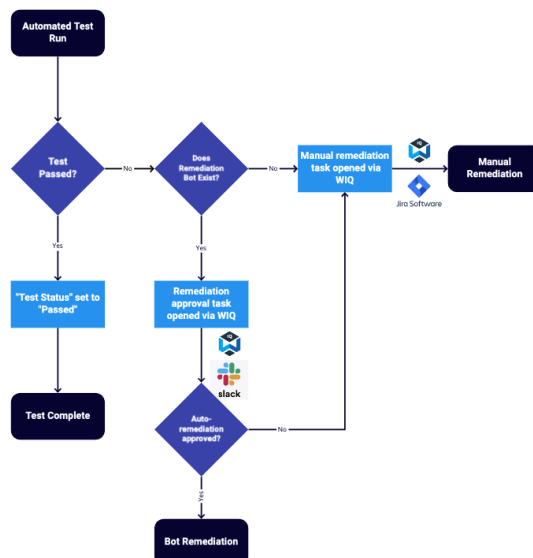 Automated Test
Run
Test
Passed?
No
Does
Remediation
Bot Exist?
No
Manual remediation
task opened via
WIQ
IQ
Jira Software
Manual
Remediation
Yes
Yes
"Test Status" set to
"Passed"
Remediation
approval task
opened via WIQ
IQ
slack
Test Complete
Auto-
remediation
approved?
No
Yes
Bot Remediation